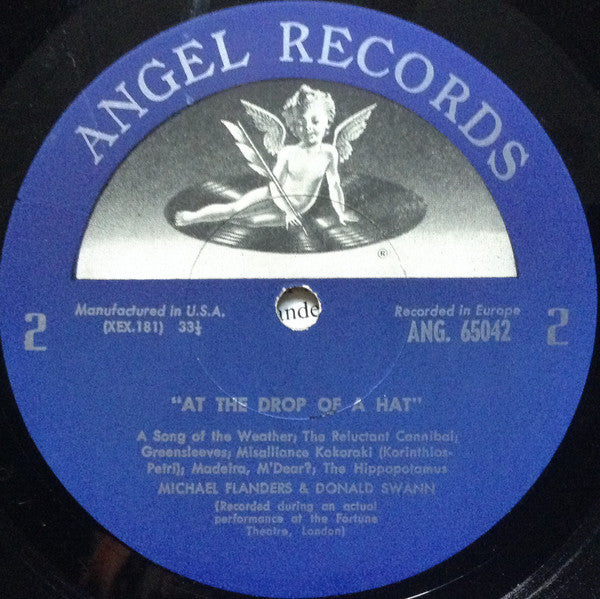 ANGEL RECORDS
®
Manufactured in U.S.A.
(XEX.181) 33⅓
2
ande
Recorded in Europe
ANG. 65042
2
"AT THE DROP OF A HAT"
A Song of the Weather; The Reluctant Cannibal;
Greensleeves; Misalliance Kokoraki (Korinthios-
Petri); Madeira, M'Dear?; The Hippopotamus
MICHAEL FLANDERS & DONALD SWANN
(Recorded during an actual
performance at the Fortune
Theatre, London)